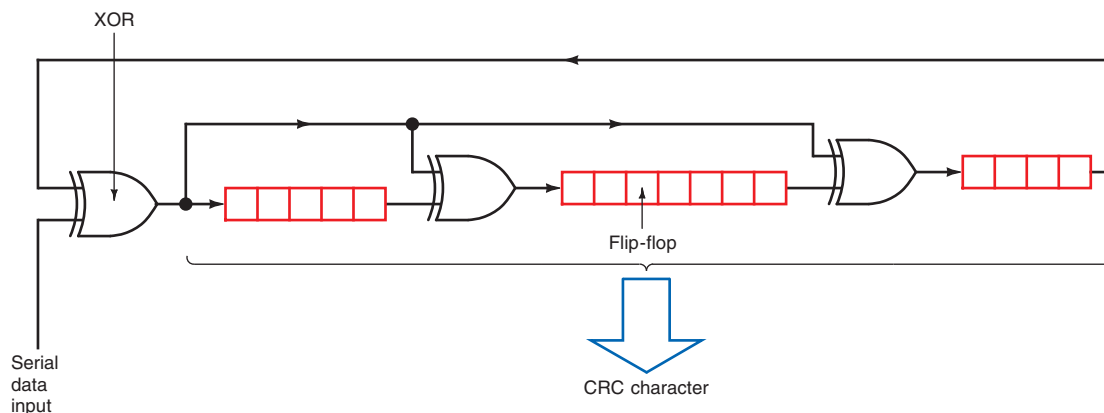 XOR
Flip-flop
Serial
data
input
CRC character